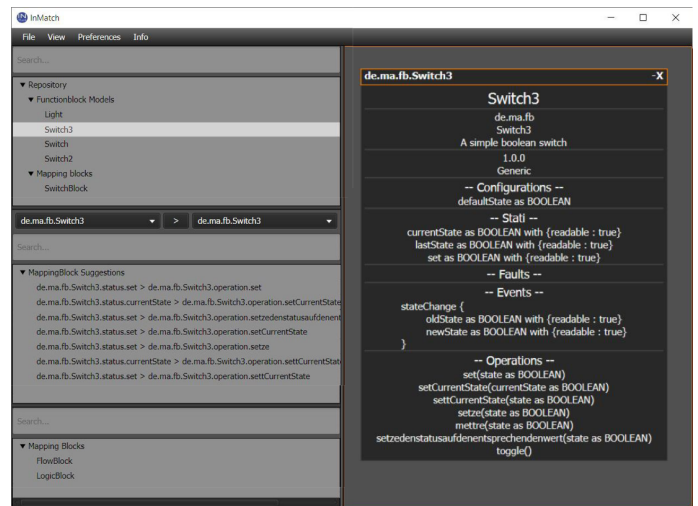 InMatch
File View Preferences Info
Search...
Repository
Functionblock Models
Light
Switch3
Switch
Switch2
Mapping blocks
SwitchBlock
de.ma.fb.Switch3 > de.ma.fb.Switch3
Search...
MappingBlock Suggestions
de.ma.fb.Switch3.status.set > de.ma.fb.Switch3.operation.set
de.ma.fb.Switch3.status.currentState > de.ma.fb.Switch3.operation.setCurrentState
de.ma.fb.Switch3.status.set > de.ma.fb.Switch3.operation.setzedenstatusaufdenent
de.ma.fb.Switch3.status.set > de.ma.fb.Switch3.operation.setCurrentState
de.ma.fb.Switch3.status.set > de.ma.fb.Switch3.operation.setze
de.ma.fb.Switch3.status.currentState > de.ma.fb.Switch3.operation.settCurrentStat
de.ma.fb.Switch3.status.set > de.ma.fb.Switch3.operation.settCurrentState
Search...
Mapping Blocks
FlowBlock
LogicBlock
de.ma.fb.Switch3 -X
Switch3
de.ma.fb
Switch3
A simple boolean switch
1.0.0
Generic
-- Configurations --
defaultState as BOOLEAN
-- Stati --
currentState as BOOLEAN with {readable : true}
lastState as BOOLEAN with {readable : true}
set as BOOLEAN with {readable : true}
-- Faults --
-- Events --
stateChange {
oldState as BOOLEAN with {readable : true}
newState as BOOLEAN with {readable : true}
}
-- Operations --
set(state as BOOLEAN)
setCurrentState(currentState as BOOLEAN)
settCurrentState(state as BOOLEAN)
setze(state as BOOLEAN)
mettre(state as BOOLEAN)
setzedenstatusaufdenentsprechendenwert(state as BOOLEAN)
toggle()